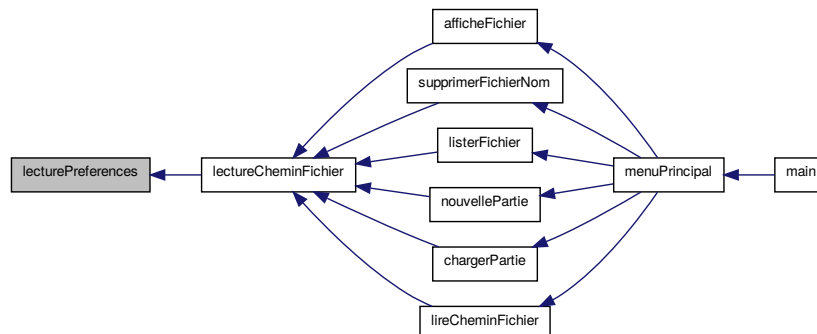 afficheFichier
supprimerFichierNom
listerFichier
lecturePreferences
lectureCheminFichier
menuPrincipal
main
nouvellePartie
chargerPartie
lireCheminFichier